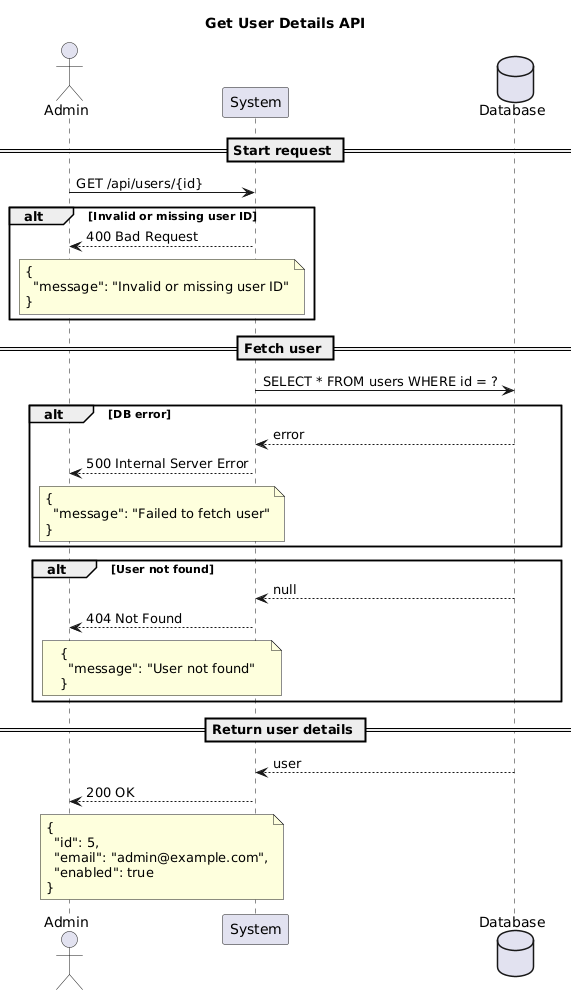 Get User Details API
Admin
System
Database
Start request
GET /api/users/{id}
alt [Invalid or missing user ID]
400 Bad Request
{
"message": "Invalid or missing user ID"
}
Fetch user
SELECT * FROM users WHERE id = ?
alt [DB error]
error
500 Internal Server Error
{
"message": "Failed to fetch user"
}
alt [User not found]
null
404 Not Found
{
"message": "User not found"
}
Return user details
user
200 OK
{
"id": 5,
"email": "admin@example.com",
"enabled": true
}
Admin
System
Database